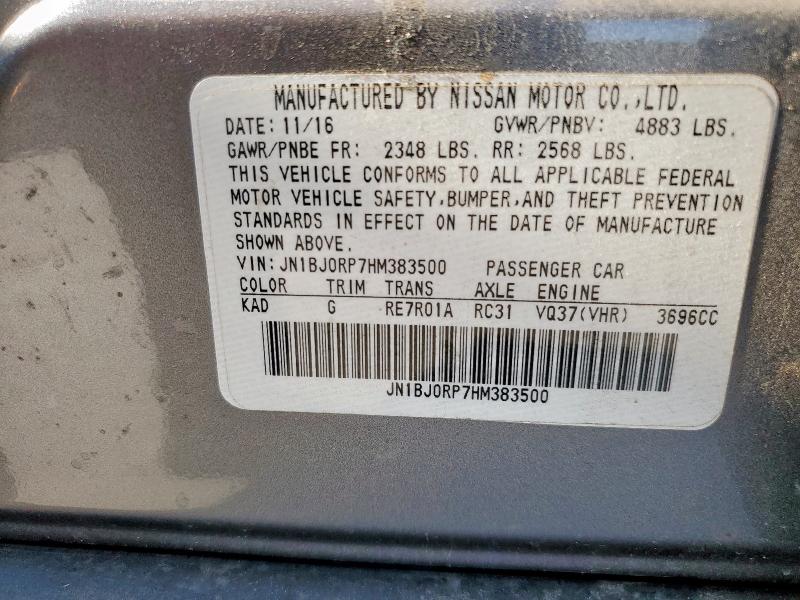 MANUFACTURED BY NISSAN MOTOR CO.,LTD.
DATE: 11/16 GVWR/PNBV: 4883 LBS.
GAWR/PNBE FR: 2348 LBS. RR: 2568 LBS.
THIS VEHICLE CONFORMS TO ALL APPLICABLE FEDERAL
MOTOR VEHICLE SAFETY,BUMPER,AND THEFT PREVENTION
STANDARDS IN EFFECT ON THE DATE OF MANUFACTURE
SHOWN ABOVE.
VIN: JN1BJ0RP7HM383500 PASSENGER CAR
COLOR TRIM TRANS AXLE ENGINE
KAD G RE7R01A RC31 VQ37(VHR) 3696CC
JN1BJ0RP7HM383500